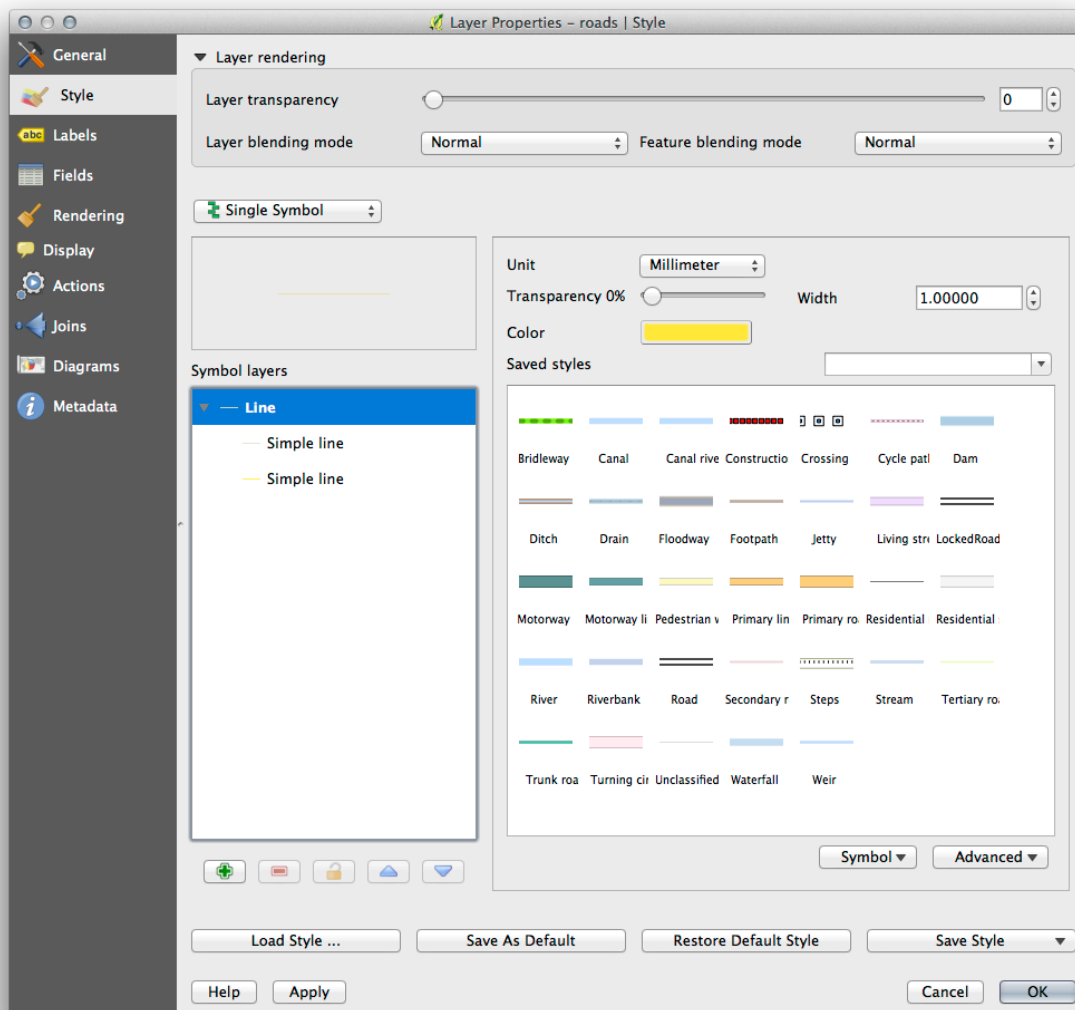 Layer Properties – roads | Style
General
Style
abc Labels
Fields
Rendering
Display
Actions
Joins
Diagrams
i Metadata
Layer rendering
Layer transparency 0
Layer blending mode Normal Feature blending mode Normal
Single Symbol
Unit Millimeter
Transparency 0% Width 1.00000
Color
Saved styles
Symbol layers
Line
Simple line
Simple line
Bridleway Canal Canal rive Constructio Crossing Cycle patl Dam
Ditch Drain Floodway Footpath Jetty Living stre LockedRoad
Motorway Motorway li Pedestrian v Primary lin Primary ro Residential Residential
River Riverbank Road Secondary r Steps Stream Tertiary roa
Trunk roa Turning cir Unclassified Waterfall Weir
Symbol Advanced
Load Style ... Save As Default Restore Default Style Save Style
Help Apply Cancel OK